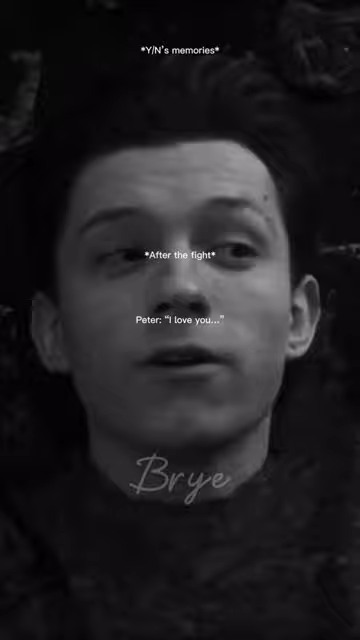 *Y/N's memories*
*After the fight*
Peter: "I love you..."
Brye